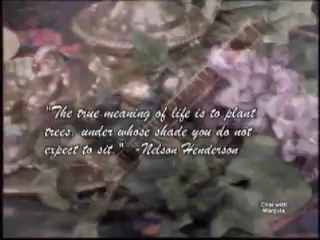 "The true meaning of life is to plant
trees, under whose shade you do not
expect to sit." -Nelson Henderson
Chat with
Manjula